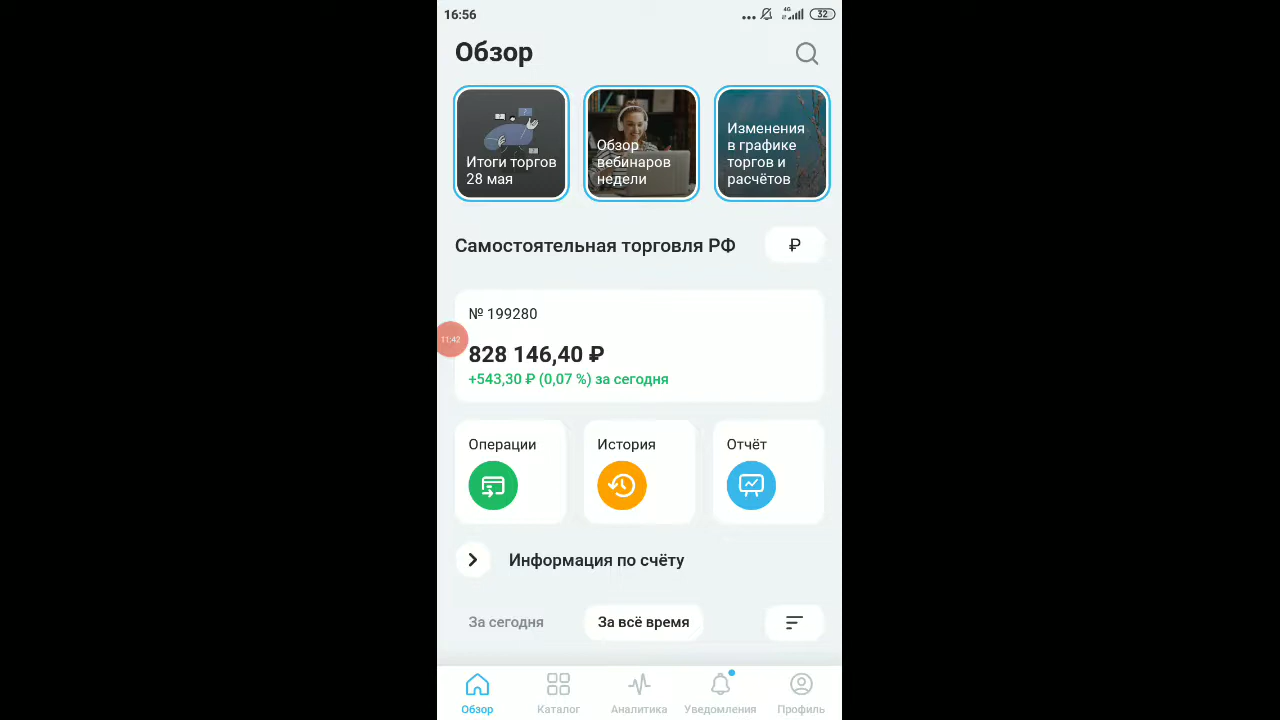 16:56
4G
32
Обзор
Итоги торгов
28 мая
Обзор
вебинаров
недели
Изменения
в графике
торгов и
расчётов
Самостоятельная торговля РФ
₽
№ 199280
11:42
828 146,40 ₽
+543,30 ₽ (0,07 %) за сегодня
Операции
История
Отчёт
Информация по счёту
За сегодня
За всё время
Обзор
Каталог
Аналитика
Уведомления
Профиль